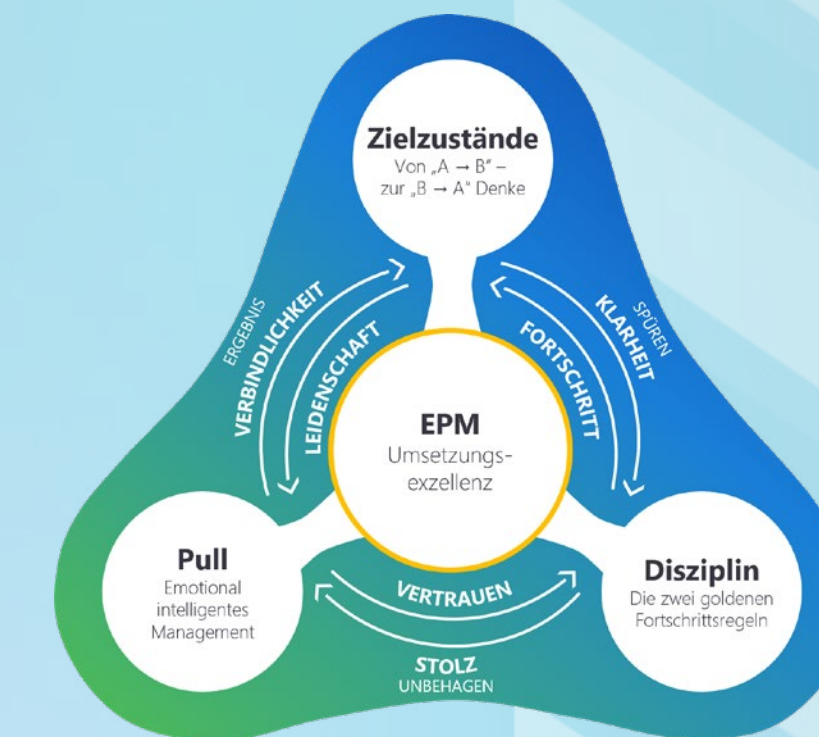 Zielzustände
Von „A → B“ –
zur „B → A“ Denke
ERGEBNIS
VERBINDLICHKEIT
LEIDENSCHAFT
FORTSCHRITT
KLARHEIT
SPÜREN
EPM
Umsetzungs-
exzellenz
Pull
Emotional
intelligentes
Management
Disziplin
Die zwei goldenen
Fortschrittsregeln
VERTRAUEN
STOLZ
UNBEHAGEN